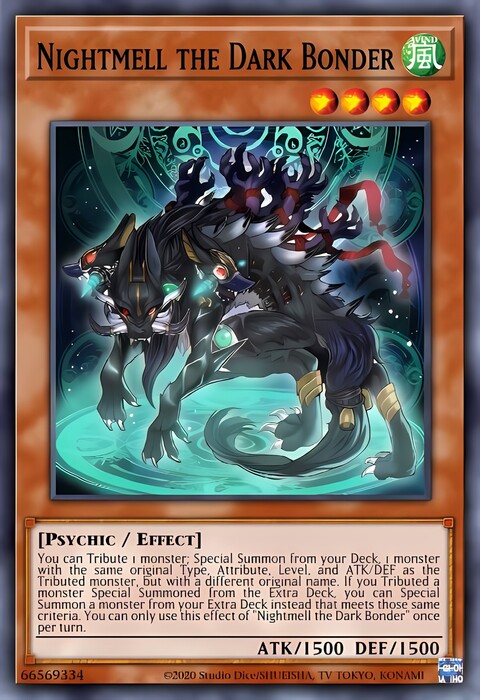 Nightmell the Dark Bonder
WIND
風
[Psychic / Effect]
You can Tribute 1 monster; Special Summon from your Deck, 1 monster
with the same original Type, Attribute, Level, and ATK/DEF as the
Tributed monster, but with a different original name. If you Tributed a
monster Special Summoned from the Extra Deck, you can Special
Summon a monster from your Extra Deck instead that meets those same
criteria. You can only use this effect of "Nightmell the Dark Bonder" once
per turn.
ATK/1500 DEF/1500
66569334
©2020 Studio Dice/SHUEISHA, TV TOKYO, KONAMI